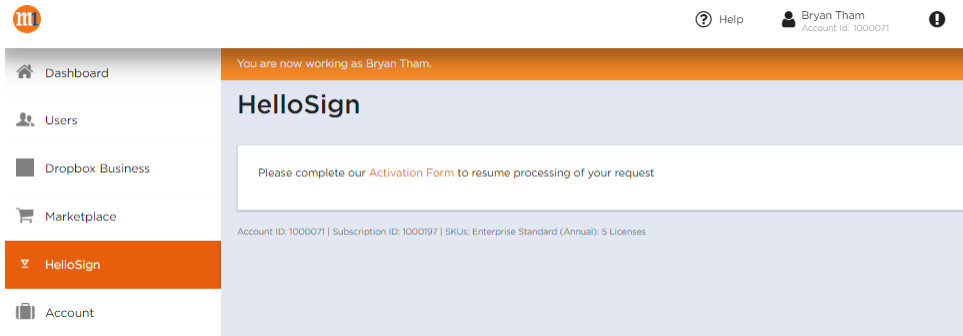 m1
Help
Bryan Tham
Account Id: 1000071
Dashboard
Users
Dropbox Business
Marketplace
HelloSign
Account
You are now working as Bryan Tham.
HelloSign
Please complete our Activation Form to resume processing of your request
Account ID: 1000071 | Subscription ID: 1000197 | SKUs: Enterprise Standard (Annual): 5 Licenses